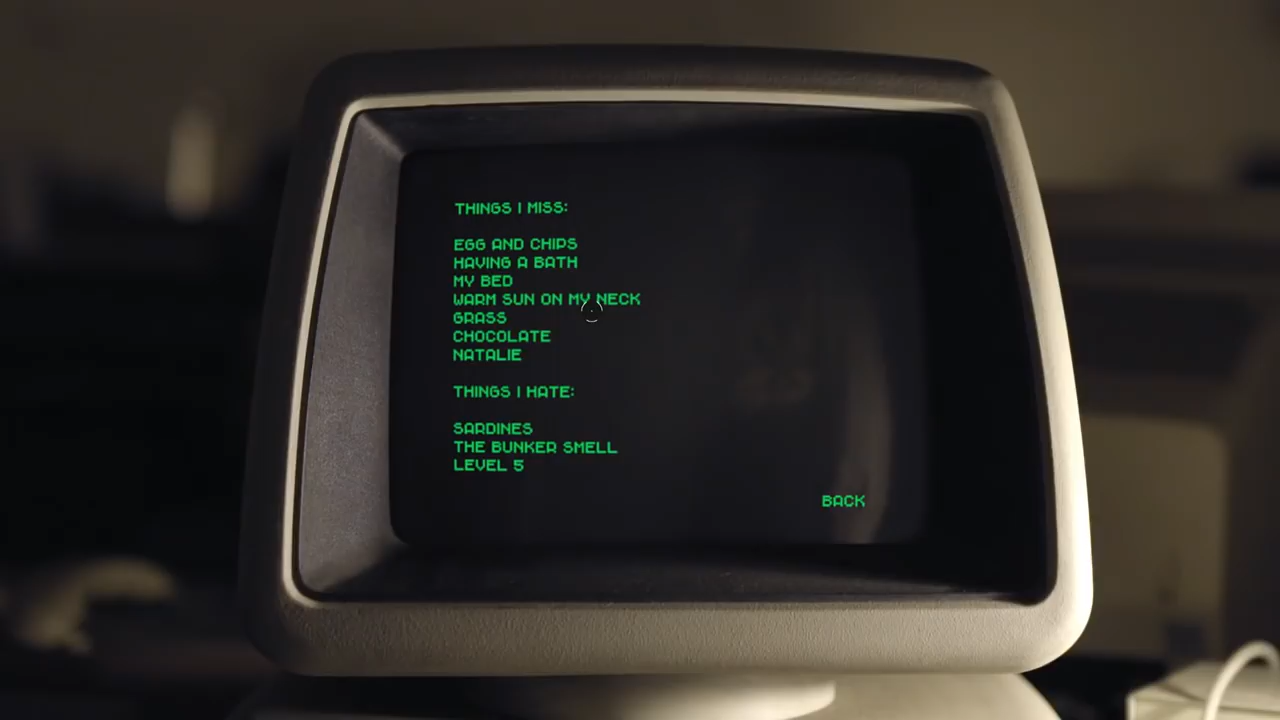 THINGS I MISS:
EGG AND CHIPS
HAVING A BATH
MY BED
WARM SUN ON MY NECK
GRASS
CHOCOLATE
NATALIE
THINGS I HATE:
SARDINES
THE BUNKER SMELL
LEVEL 5
BACK